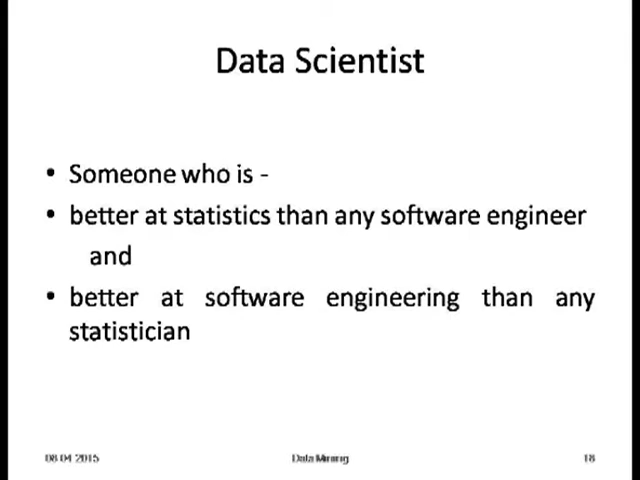 Data Scientist
• Someone who is -
• better at statistics than any software engineer
and
• better at software engineering than any
statistician
08 04 2015 Data Mining 18